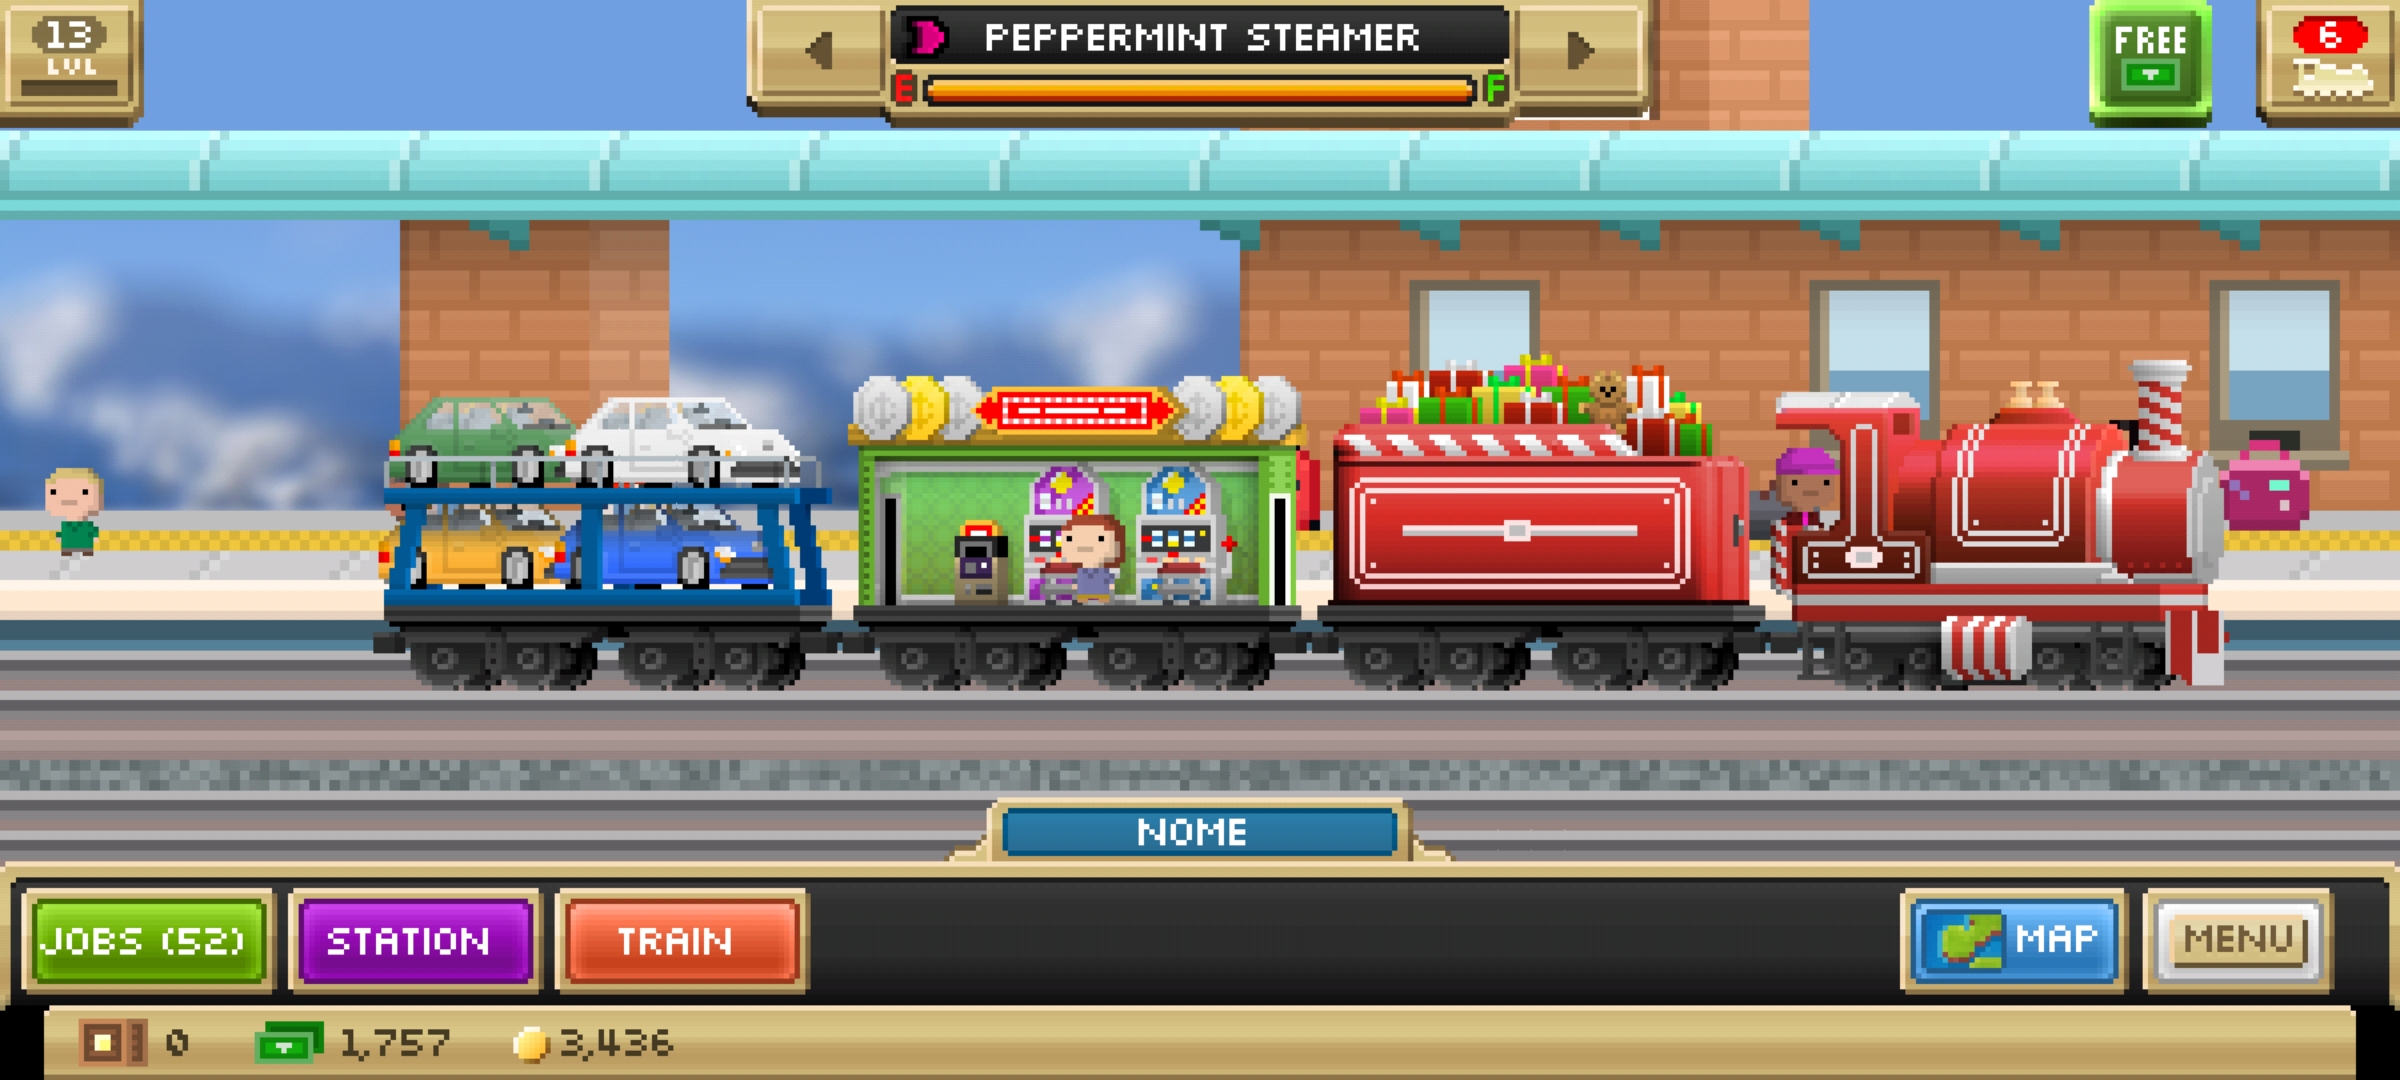 13
LVL
PEPPERMINT STEAMER
E
F
FREE
6
NOME
JOBS (52)
STATION
TRAIN
MAP
MENU
0
1,757
3,436